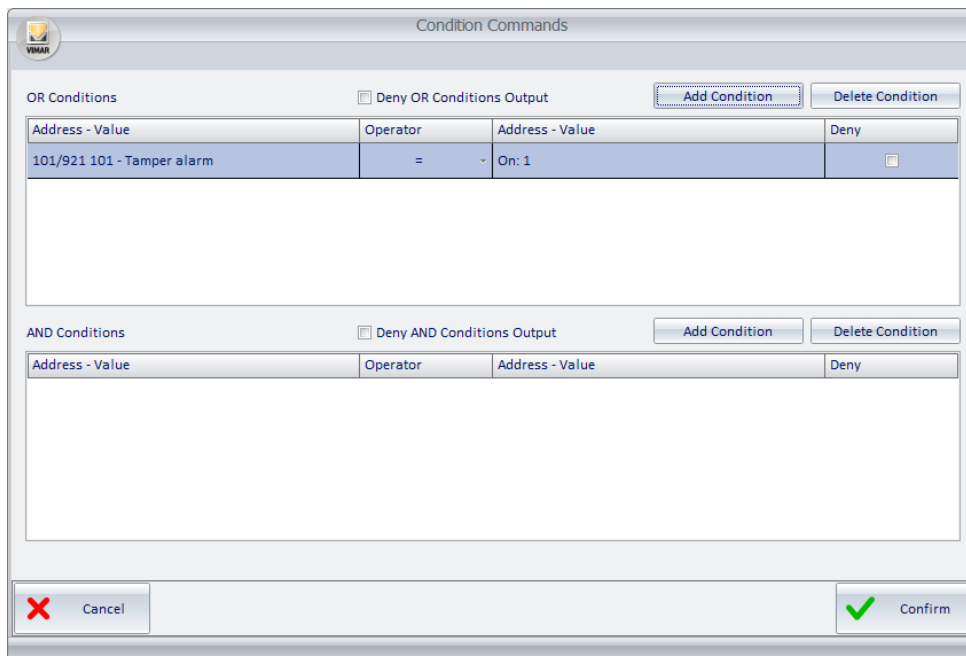 Condition Commands
VIMAR
OR Conditions Deny OR Conditions Output Add Condition Delete Condition
Address - Value Operator Address - Value Deny
101/921 101 - Tamper alarm = On: 1
AND Conditions Deny AND Conditions Output Add Condition Delete Condition
Address - Value Operator Address - Value Deny
Cancel Confirm